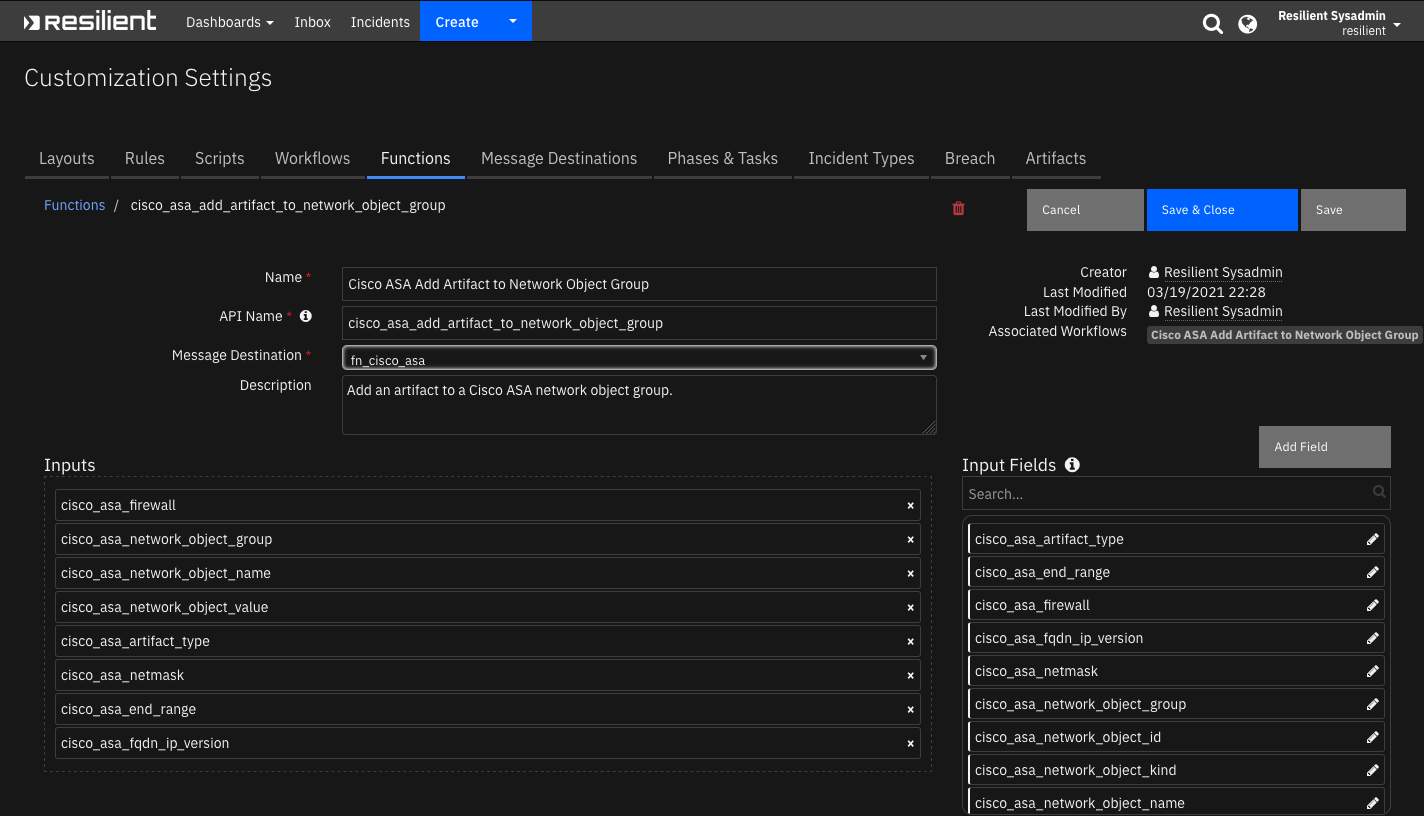 resilient Dashboards Inbox Incidents Create Resilient Sysadmin
resilient
Customization Settings
Layouts Rules Scripts Workflows Functions Message Destinations Phases & Tasks Incident Types Breach Artifacts
Functions / cisco_asa_add_artifact_to_network_object_group
Cancel Save & Close Save
Name * Cisco ASA Add Artifact to Network Object Group
API Name * cisco_asa_add_artifact_to_network_object_group
Message Destination * fn_cisco_asa
Description Add an artifact to a Cisco ASA network object group.
Creator Resilient Sysadmin
Last Modified 03/19/2021 22:28
Last Modified By Resilient Sysadmin
Associated Workflows Cisco ASA Add Artifact to Network Object Group
Inputs
cisco_asa_firewall ×
cisco_asa_network_object_group ×
cisco_asa_network_object_name ×
cisco_asa_network_object_value ×
cisco_asa_artifact_type ×
cisco_asa_netmask ×
cisco_asa_end_range ×
cisco_asa_fqdn_ip_version ×
Add Field
Input Fields
Search...
cisco_asa_artifact_type
cisco_asa_end_range
cisco_asa_firewall
cisco_asa_fqdn_ip_version
cisco_asa_netmask
cisco_asa_network_object_group
cisco_asa_network_object_id
cisco_asa_network_object_kind
cisco_asa_network_object_name